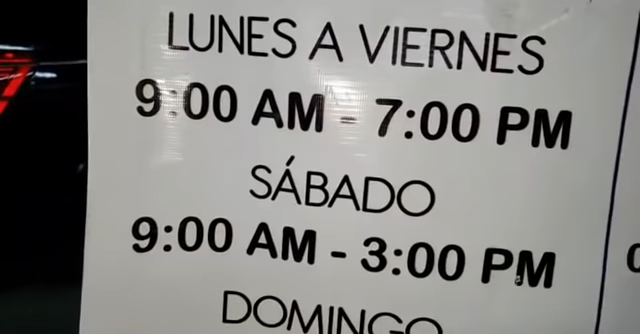 LUNES A VIERNES
9:00 AM - 7:00 PM
SÁBADO
9:00 AM - 3:00 PM
DOMINGO